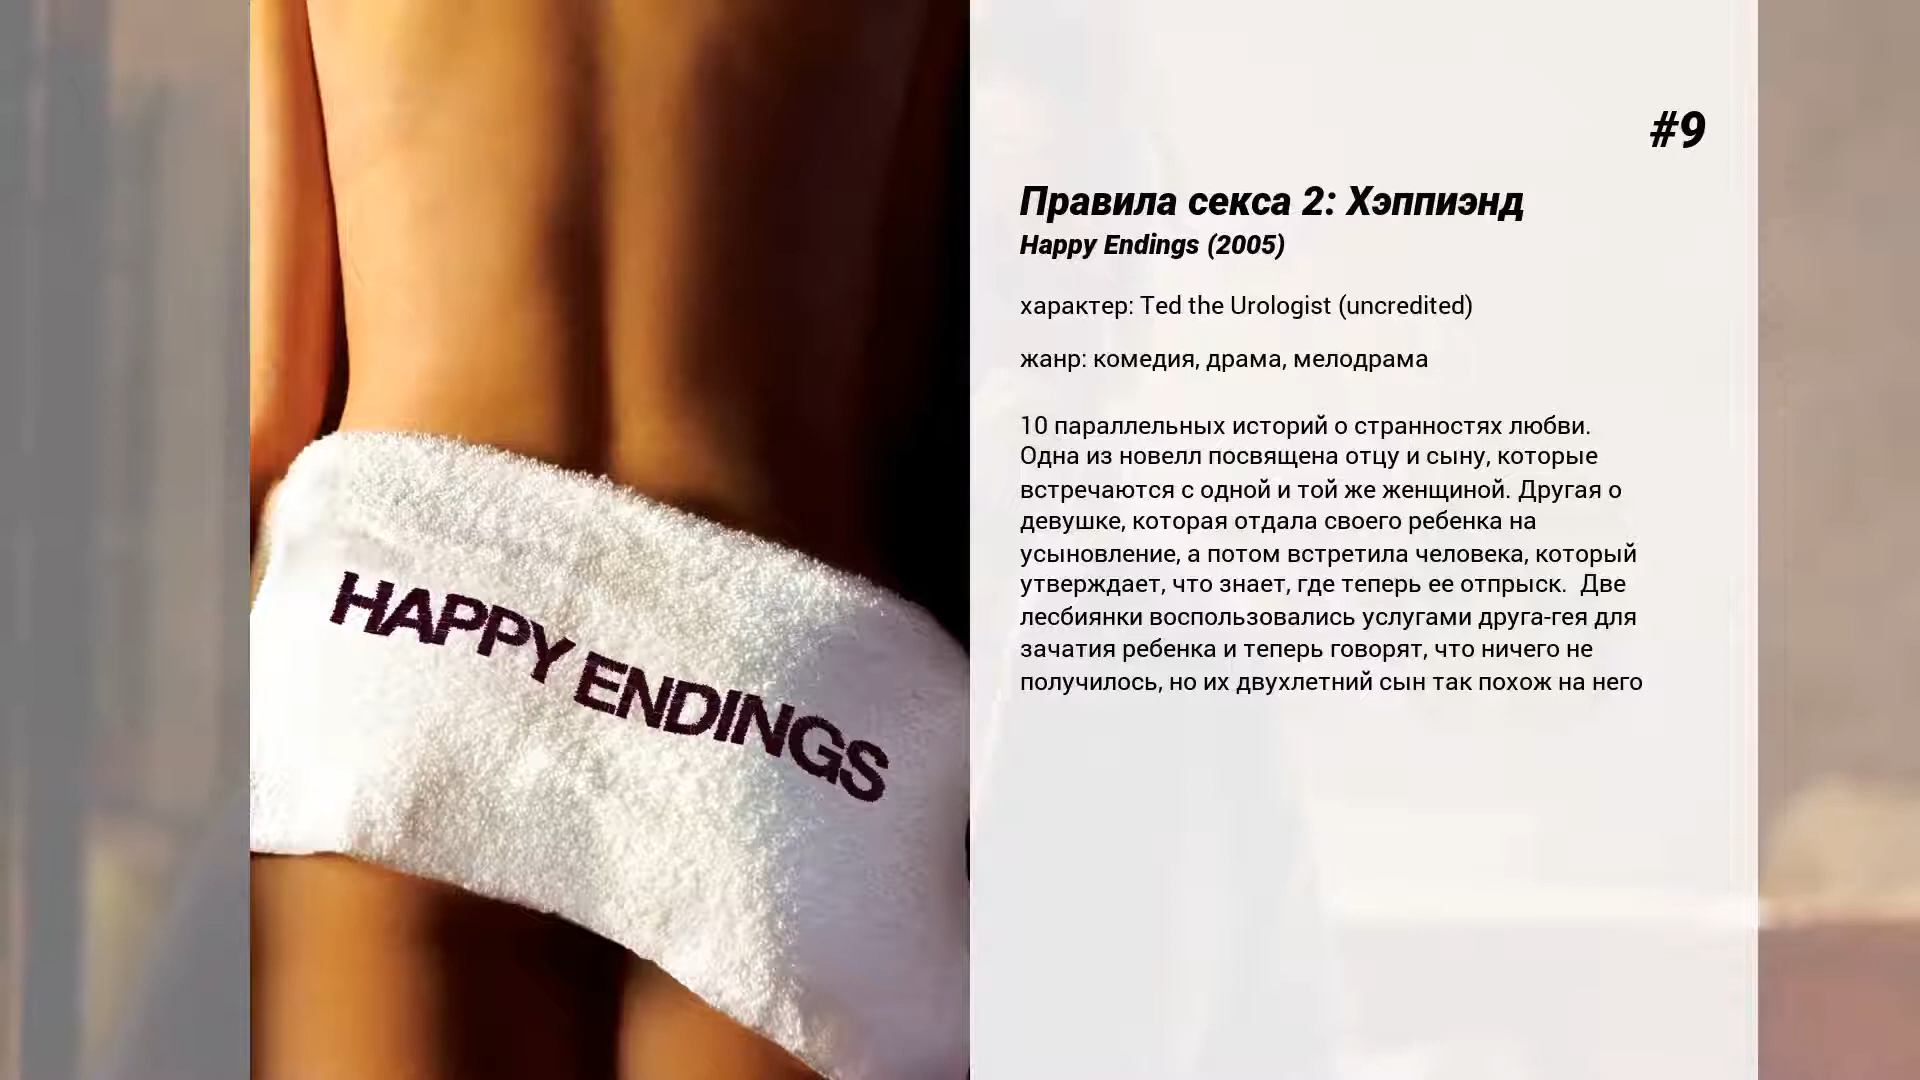 HAPPY ENDINGS
#9
Правила секса 2: Хэппиэнд
Happy Endings (2005)
характер: Ted the Urologist (uncredited)
жанр: комедия, драма, мелодрама
10 параллельных историй о странностях любви.
Одна из новелл посвящена отцу и сыну, которые
встречаются с одной и той же женщиной. Другая о
девушке, которая отдала своего ребенка на
усыновление, а потом встретила человека, который
утверждает, что знает, где теперь ее отпрыск.  Две
лесбиянки воспользовались услугами друга-гея для
зачатия ребенка и теперь говорят, что ничего не
получилось, но их двухлетний сын так похож на него